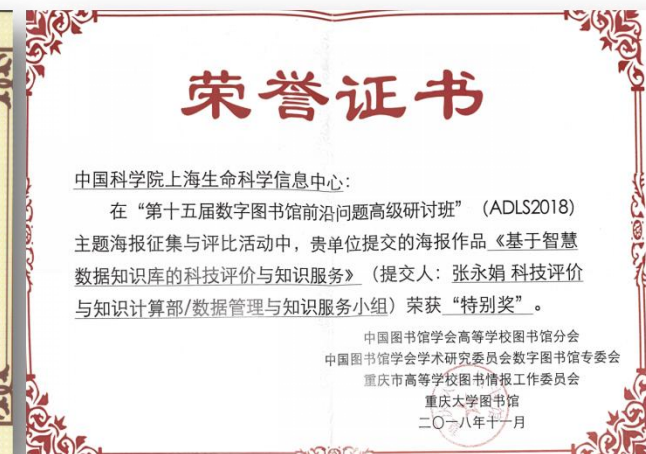 荣誉证书
中国科学院上海生命科学信息中心：
在“第十五届数字图书馆前沿问题高级研讨班”（ADLS2018）
主题海报征集与评比活动中，贵单位提交的海报作品《基于智慧
数据知识库的科技评价与知识服务》（提交人：张永娟 科技评价
与知识计算部/数据管理与知识服务小组）荣获“特别奖”。
中国图书馆学会高等学校图书馆分会
中国图书馆学会学术研究委员会数字图书馆专委会
重庆市高等学校图书情报工作委员会
重庆大学图书馆
二〇一八年十一月